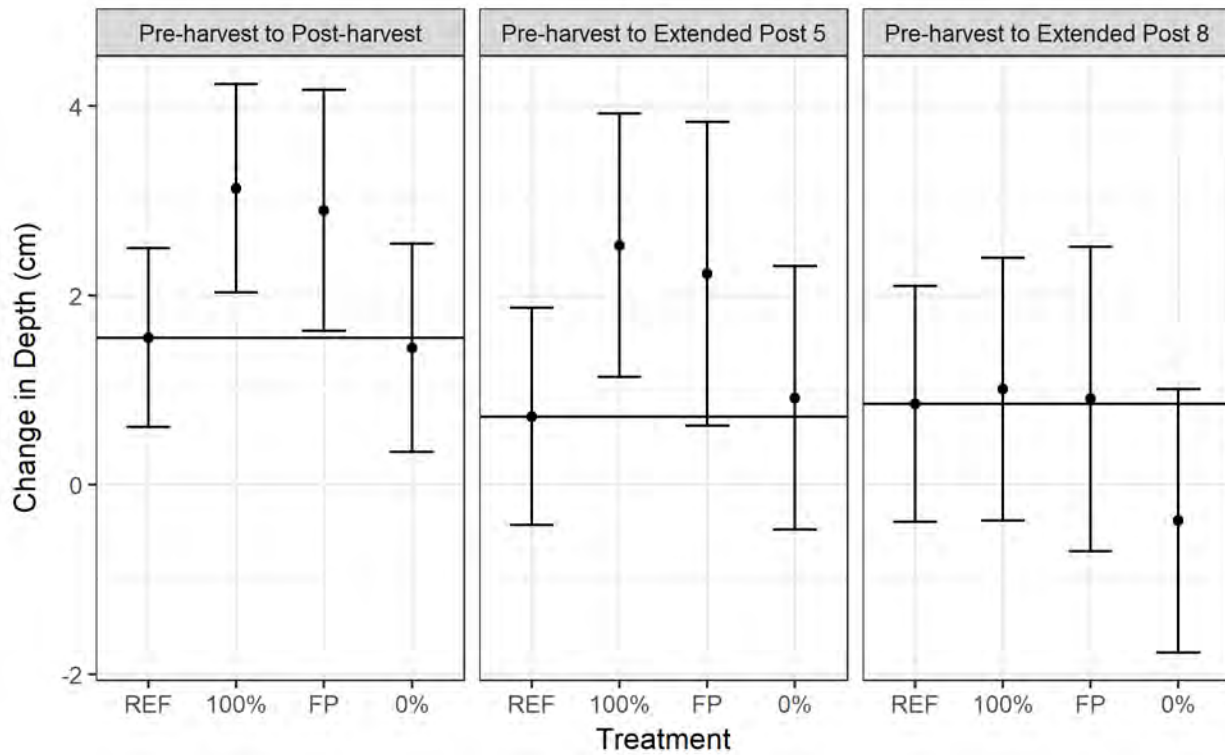 Pre-harvest to Post-harvest
Pre-harvest to Extended Post 5
Pre-harvest to Extended Post 8
Change in Depth (cm)
4
2
0
-2
REF 100% FP 0%
REF 100% FP 0%
REF 100% FP 0%
Treatment